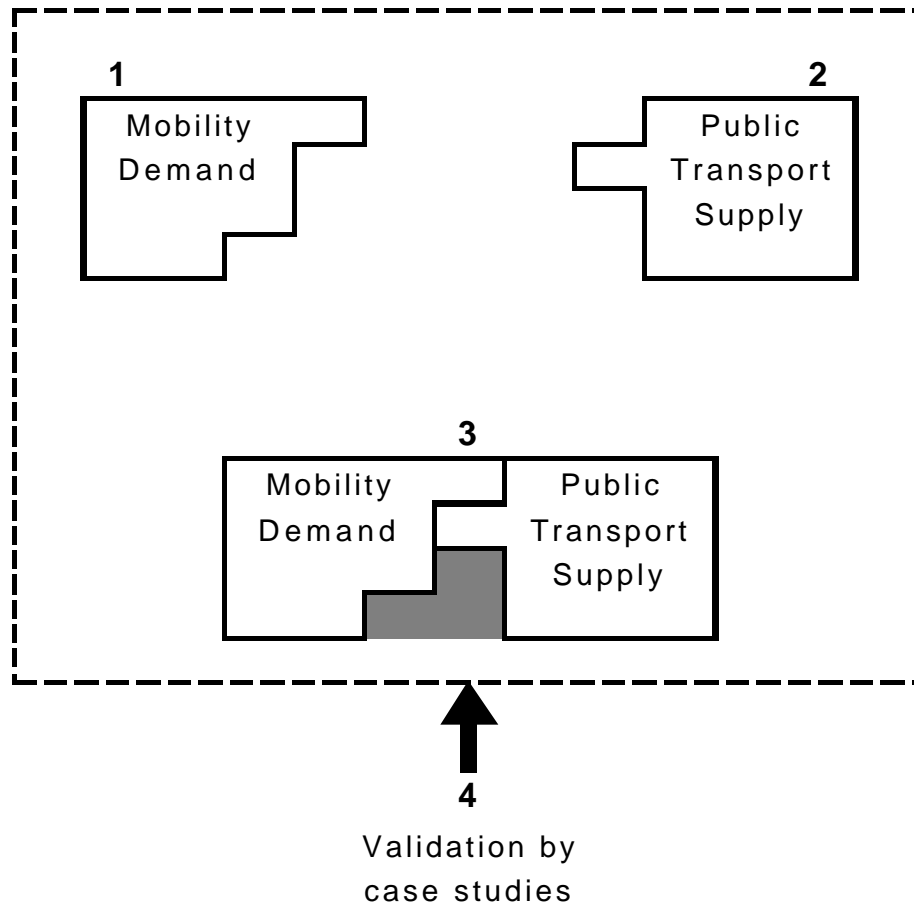 1
Mobility
Demand
2
Public
Transport
Supply
3
Mobility
Demand
Public
Transport
Supply
4
Validation by
case studies